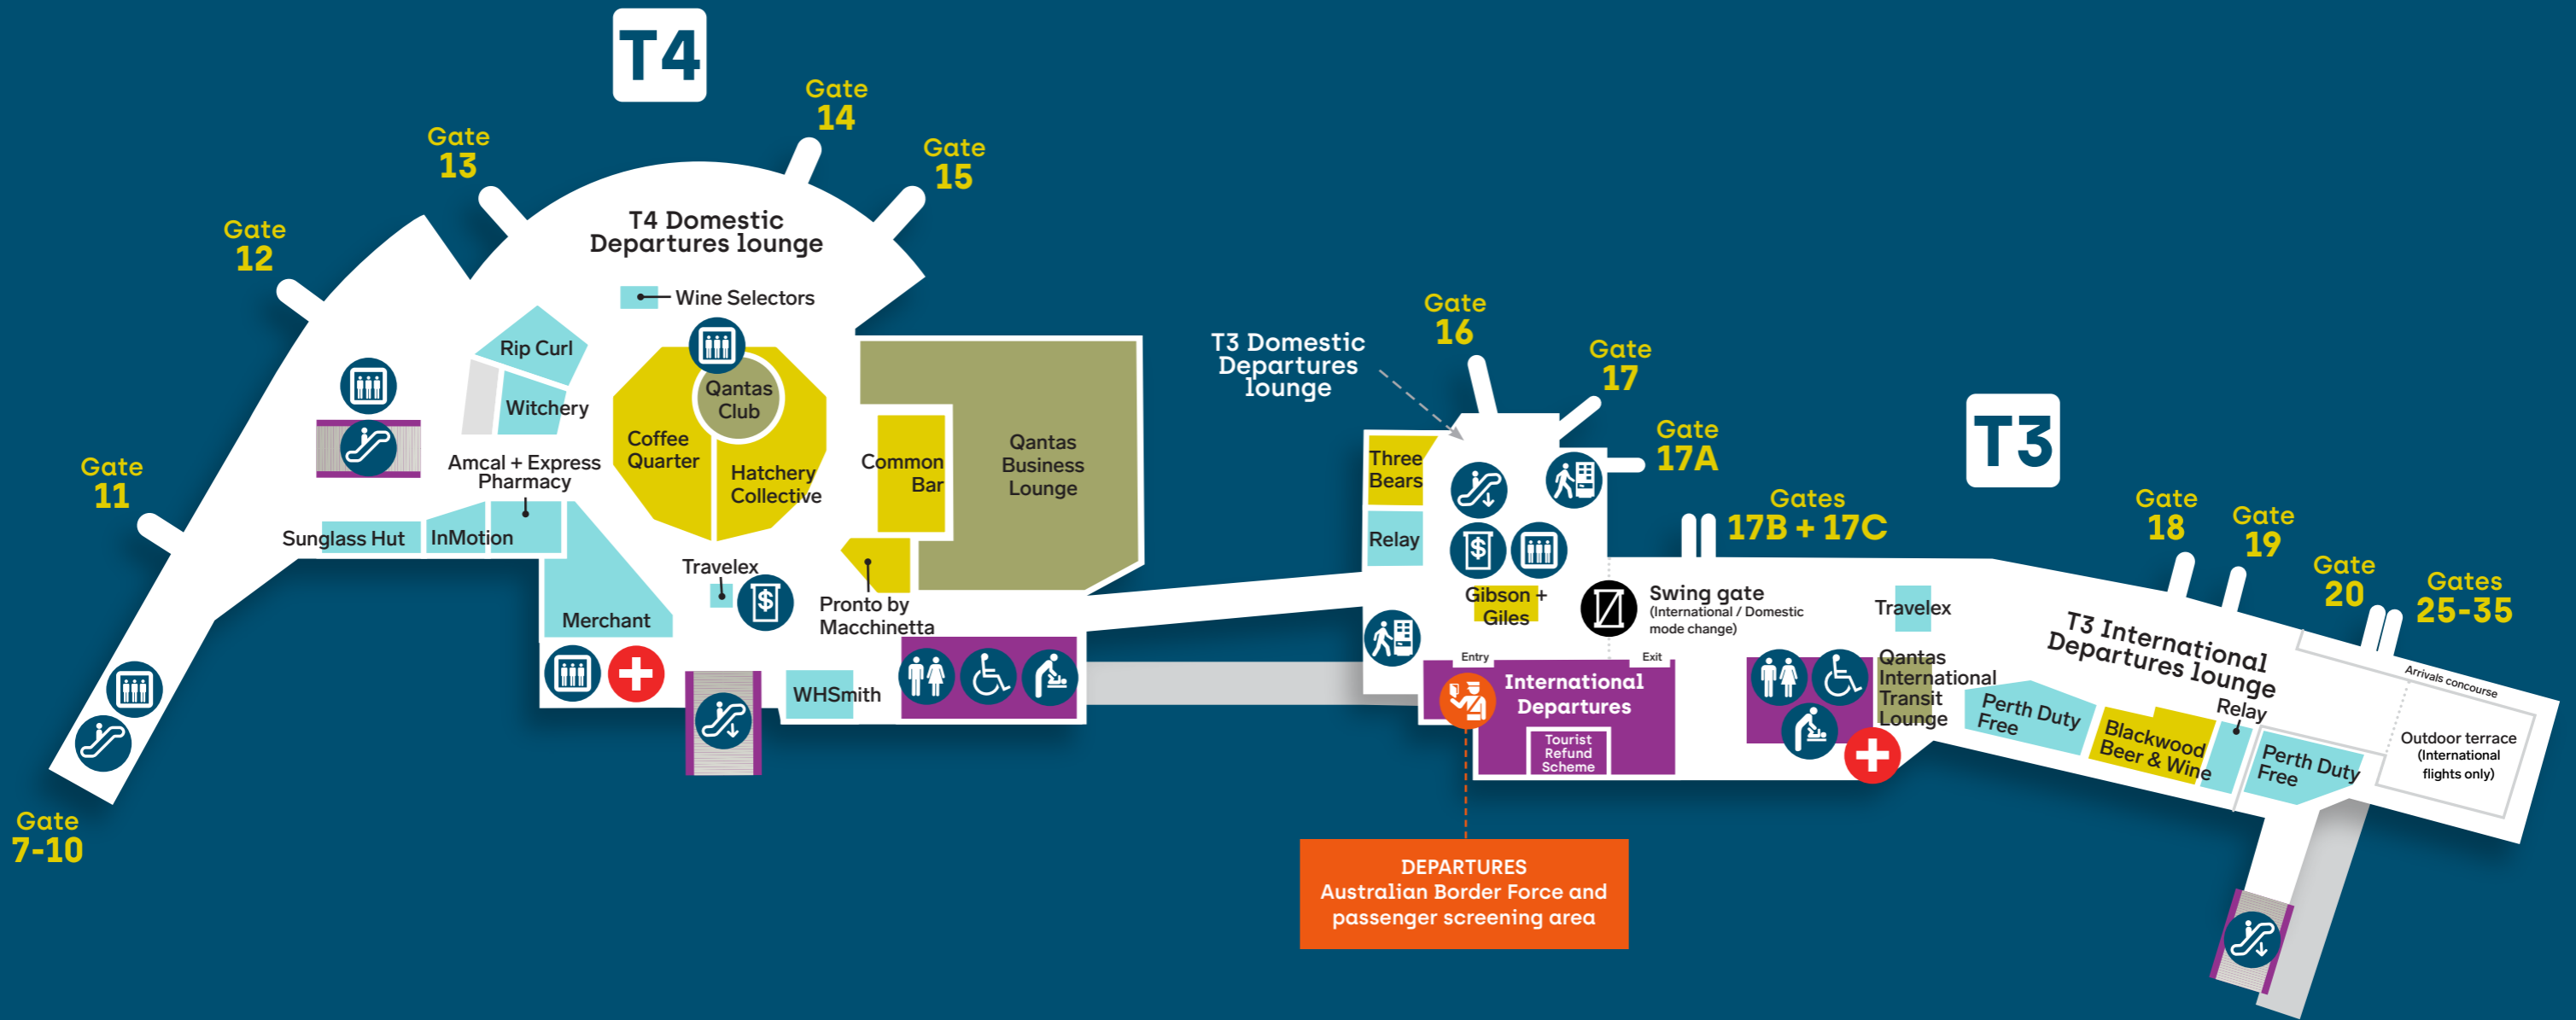 T4
Gate
14
Gate
13
Gate
15
Gate
12
T4 Domestic
Departures lounge
Wine Selectors
Rip Curl
Witchery
Qantas
Club
Coffee
Quarter
Hatchery
Collective
Common
Bar
Qantas
Business
Lounge
Gate
11
Amcal + Express
Pharmacy
Sunglass Hut
InMotion
Travelex
$
Merchant
Pronto by
Macchinetta
WHSmith
Gate
7-10
T3 Domestic
Departures
lounge
Gate
16
Gate
17
Gate
17A
T3
Three
Bears
Relay
$
Gibson +
Giles
Gates
17B + 17C
Swing gate
(International / Domestic
mode change)
Entry
Exit
International
Departures
Tourist
Refund
Scheme
Travelex
Qantas
International
Transit
Lounge
Gate
18
Gate
19
Gate
20
Gates
25-35
T3 International
Departures lounge
Arrivals concourse
Perth Duty
Free
Blackwood
Beer & Wine
Relay
Perth Duty
Free
Outdoor terrace
(International
flights only)
DEPARTURES
Australian Border Force and
passenger screening area